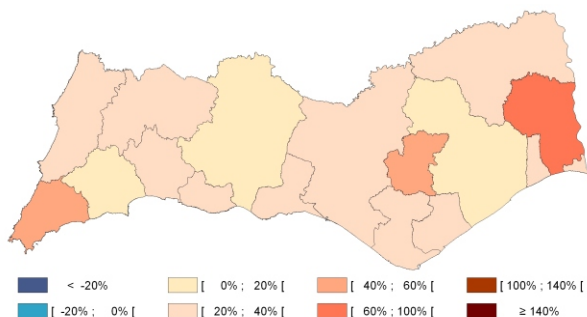 < -20% [ 0% ; 20% [ [ 40% ; 60% [ [100% ; 140% [
[ -20% ; 0% [ [ 20% ; 40% [ [ 60% ; 100% [ ≥ 140%